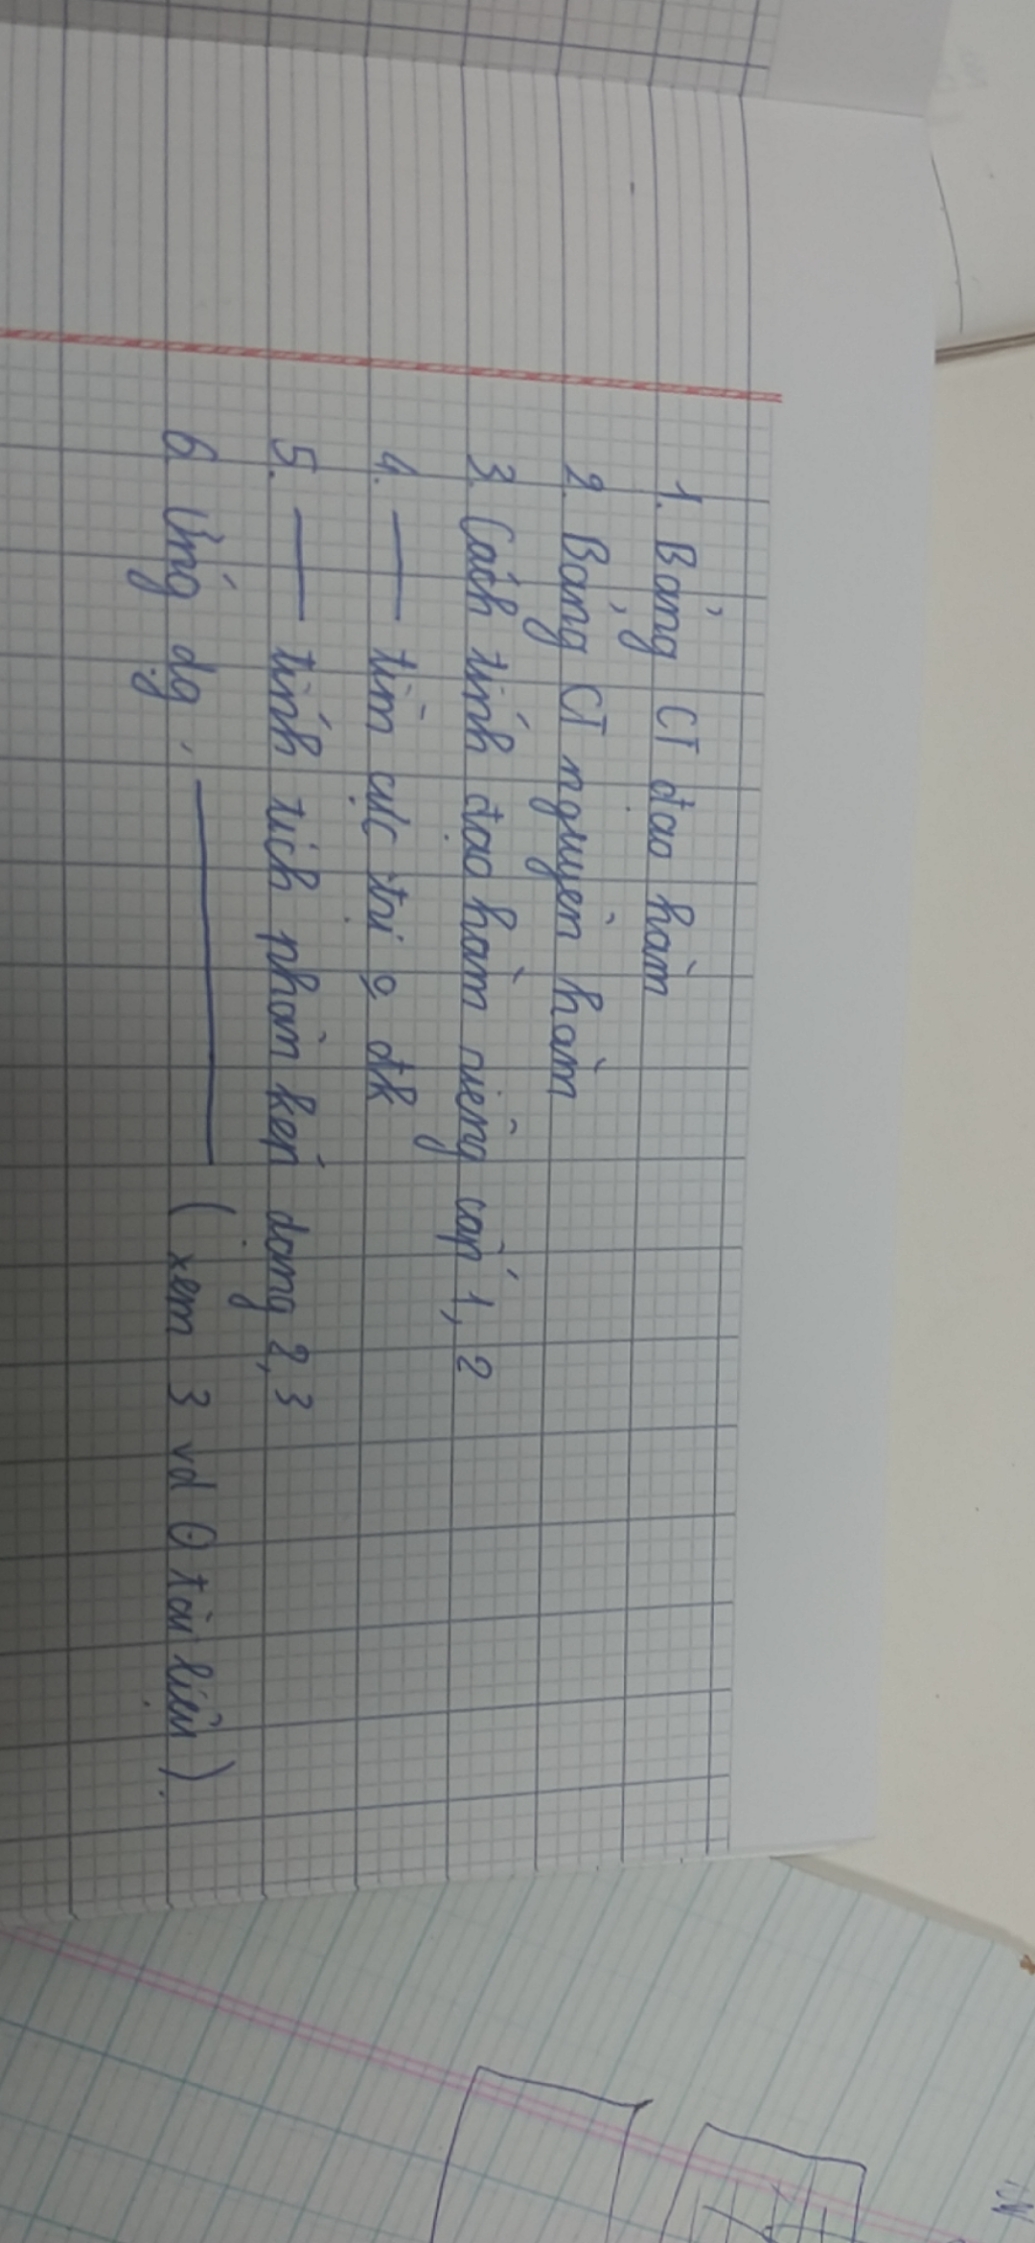 1. Bảng CT đạo hàm
2. Bảng CT nguyên hàm
3. Cách tính đạo hàm riêng cấp 1, 2
4. —— tìm cực trị 0 đk
5. —— tính tích phân kép dạng 2, 3
6. Ứng dg. ———— (xem 3 vd ở tài liệu)